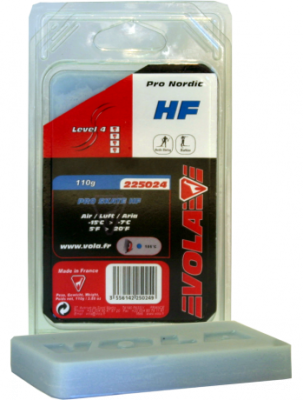 Pro Nordic
HF
Level 4
110g
225024
PRO SKATE HF
Air / Luft / Aria
-15°C > -7°C
5°F > 20°F
www.vola.fr
VOLA
Made in France
VOLA